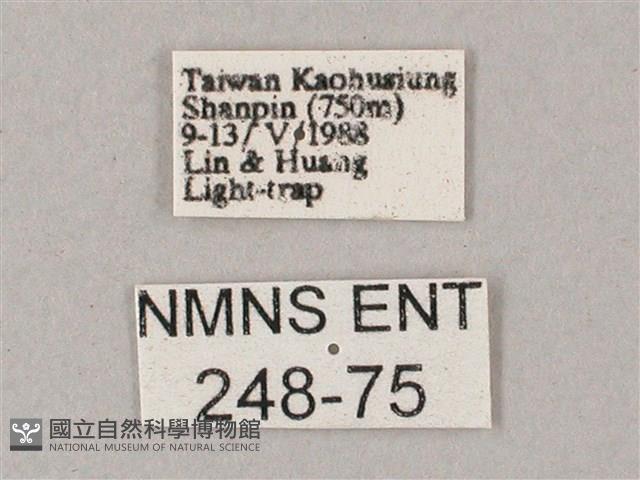 Taiwan Kaohusiung
Shanpin (750m)
9-13/ V/1988
Lin & Huang
Light-trap
NMNS ENT
248-75
國立自然科學博物館
NATIONAL MUSEUM OF NATURAL SCIENCE